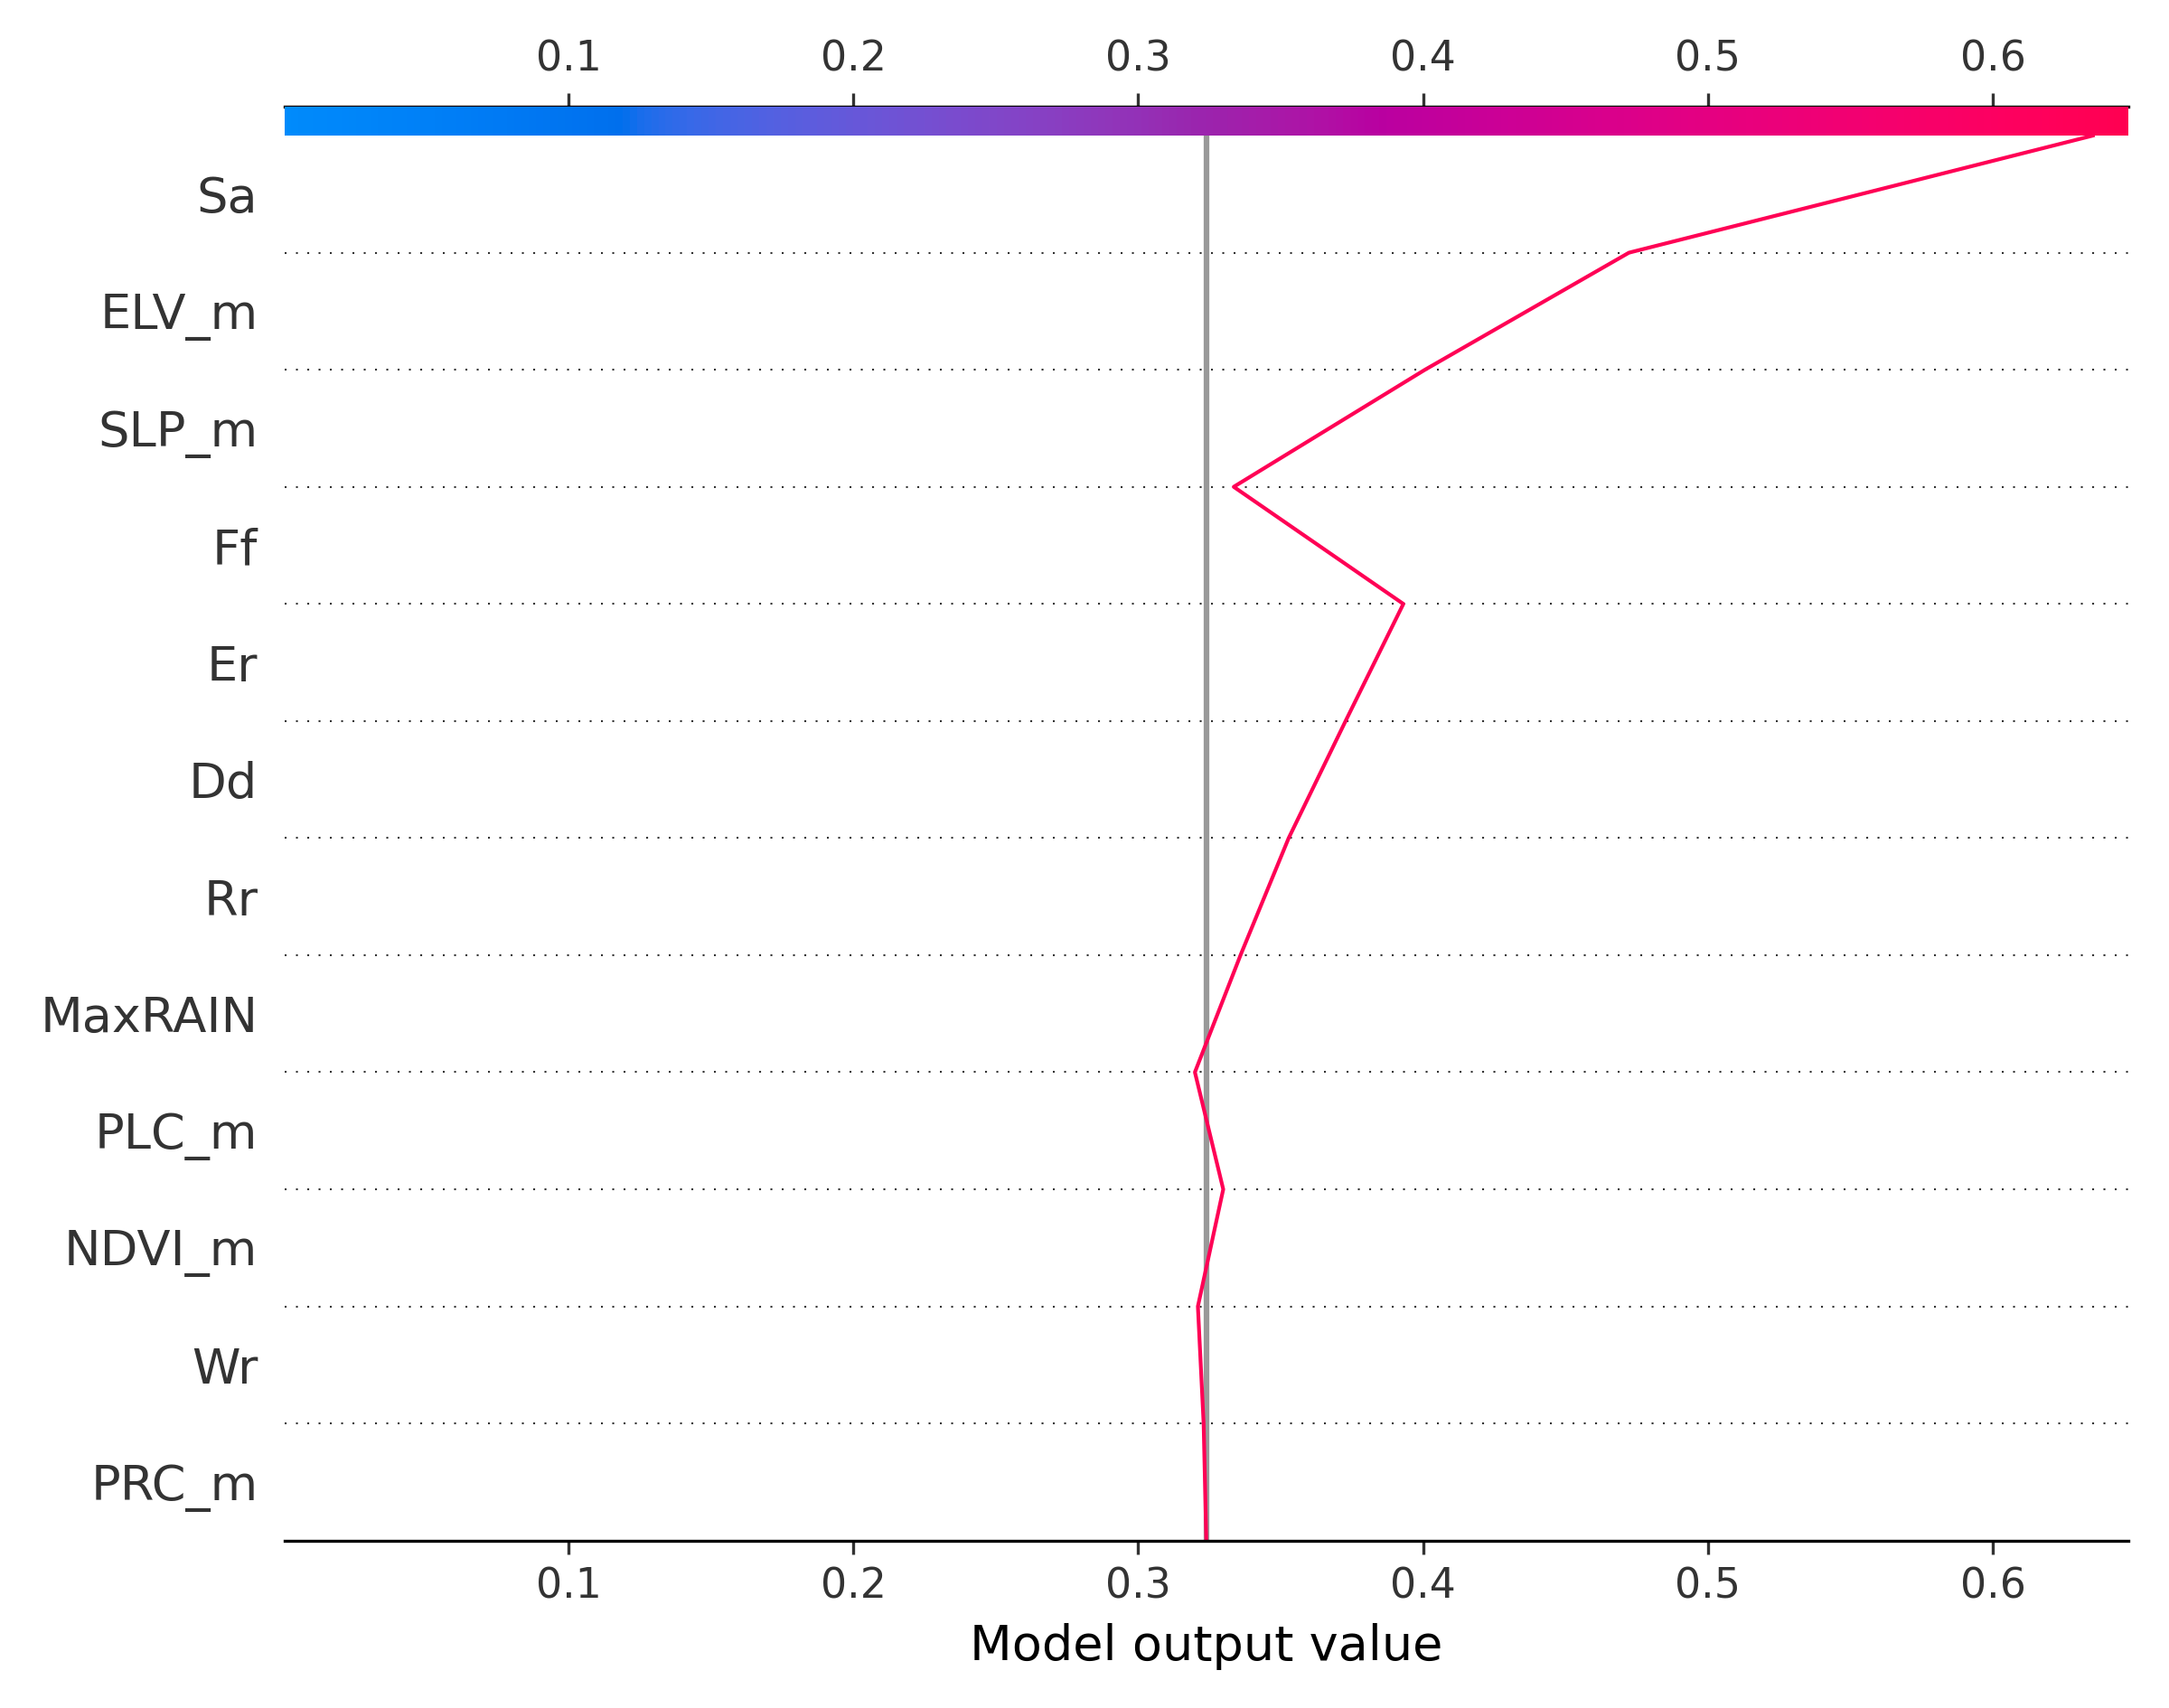 0.1 0.2 0.3 0.4 0.5 0.6
Sa
ELV_m
SLP_m
Ff
Er
Dd
Rr
MaxRAIN
PLC_m
NDVI_m
Wr
PRC_m
0.1 0.2 0.3 0.4 0.5 0.6
Model output value